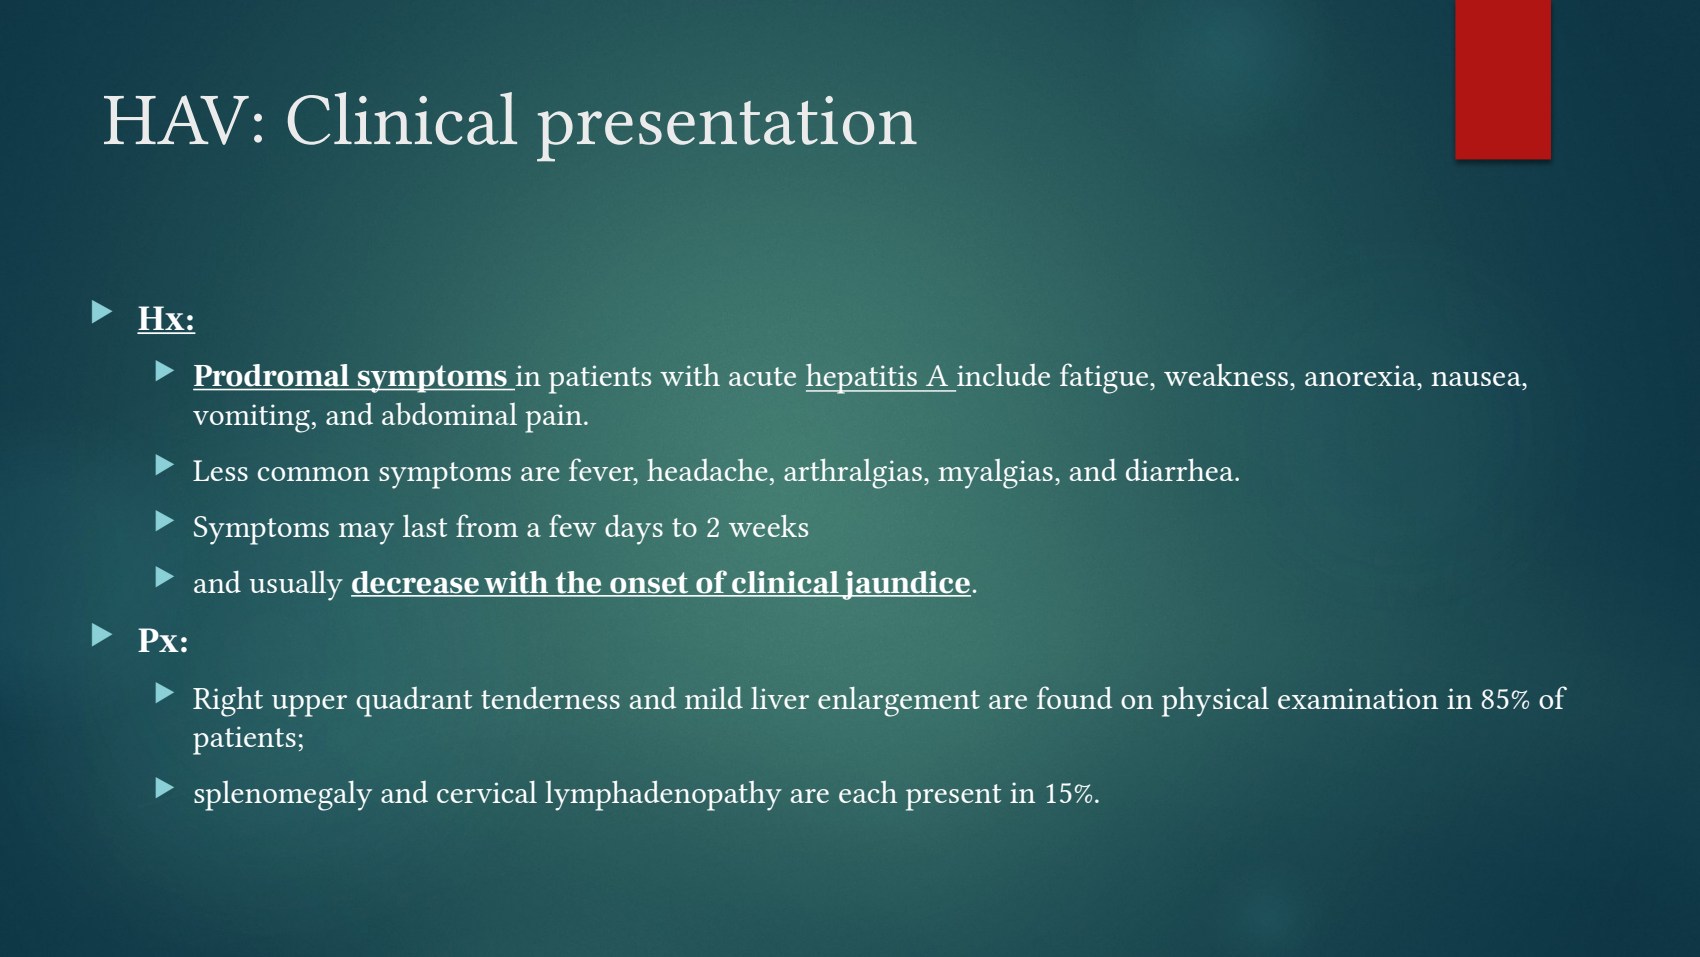 HAV: Clinical presentation
Hx:
Prodromal symptoms in patients with acute hepatitis A include fatigue, weakness, anorexia, nausea,
vomiting, and abdominal pain.
Less common symptoms are fever, headache, arthralgias, myalgias, and diarrhea.
Symptoms may last from a few days to 2 weeks
and usually decrease with the onset of clinical jaundice.
Px:
Right upper quadrant tenderness and mild liver enlargement are found on physical examination in 85% of
patients;
splenomegaly and cervical lymphadenopathy are each present in 15%.